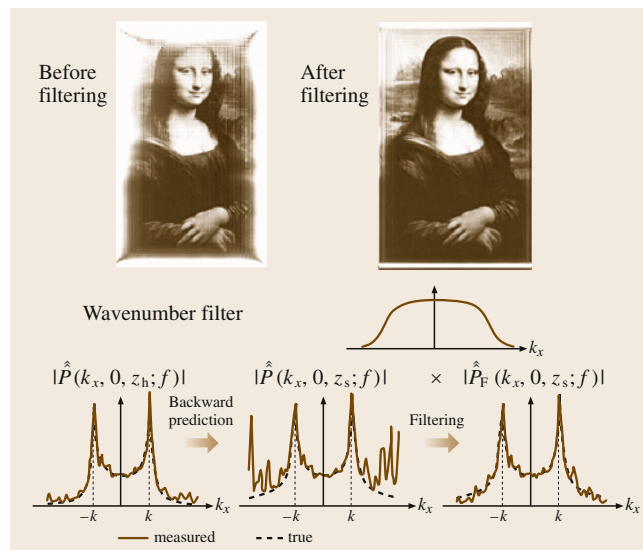 Before
filtering
After
filtering
Wavenumber filter
k_x
|P̂̂(k_x, 0, z_h; f)|
|P̂̂(k_x, 0, z_s; f)|
×
|P̂̂_F(k_x, 0, z_s; f)|
Backward
prediction
Filtering
−k k k_x
−k k k_x
−k k k_x
measured true